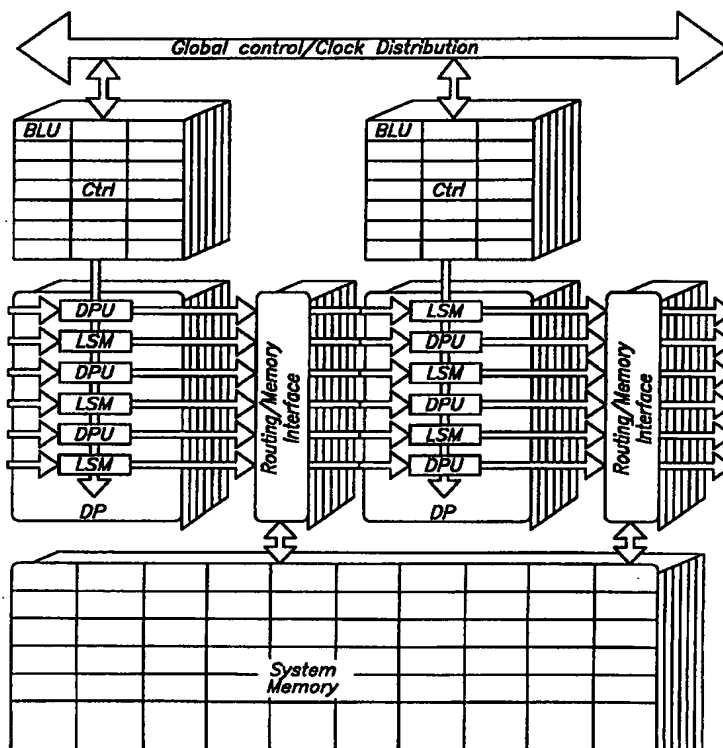 Global control/Clock Distribution
BLU
Ctrl
BLU
Ctrl
DPU
LSM
DPU
LSM
DPU
LSM
DP
Routing/Memory
Interface
LSM
DPU
LSM
DPU
LSM
DPU
DP
Routing/Memory
Interface
System
Memory